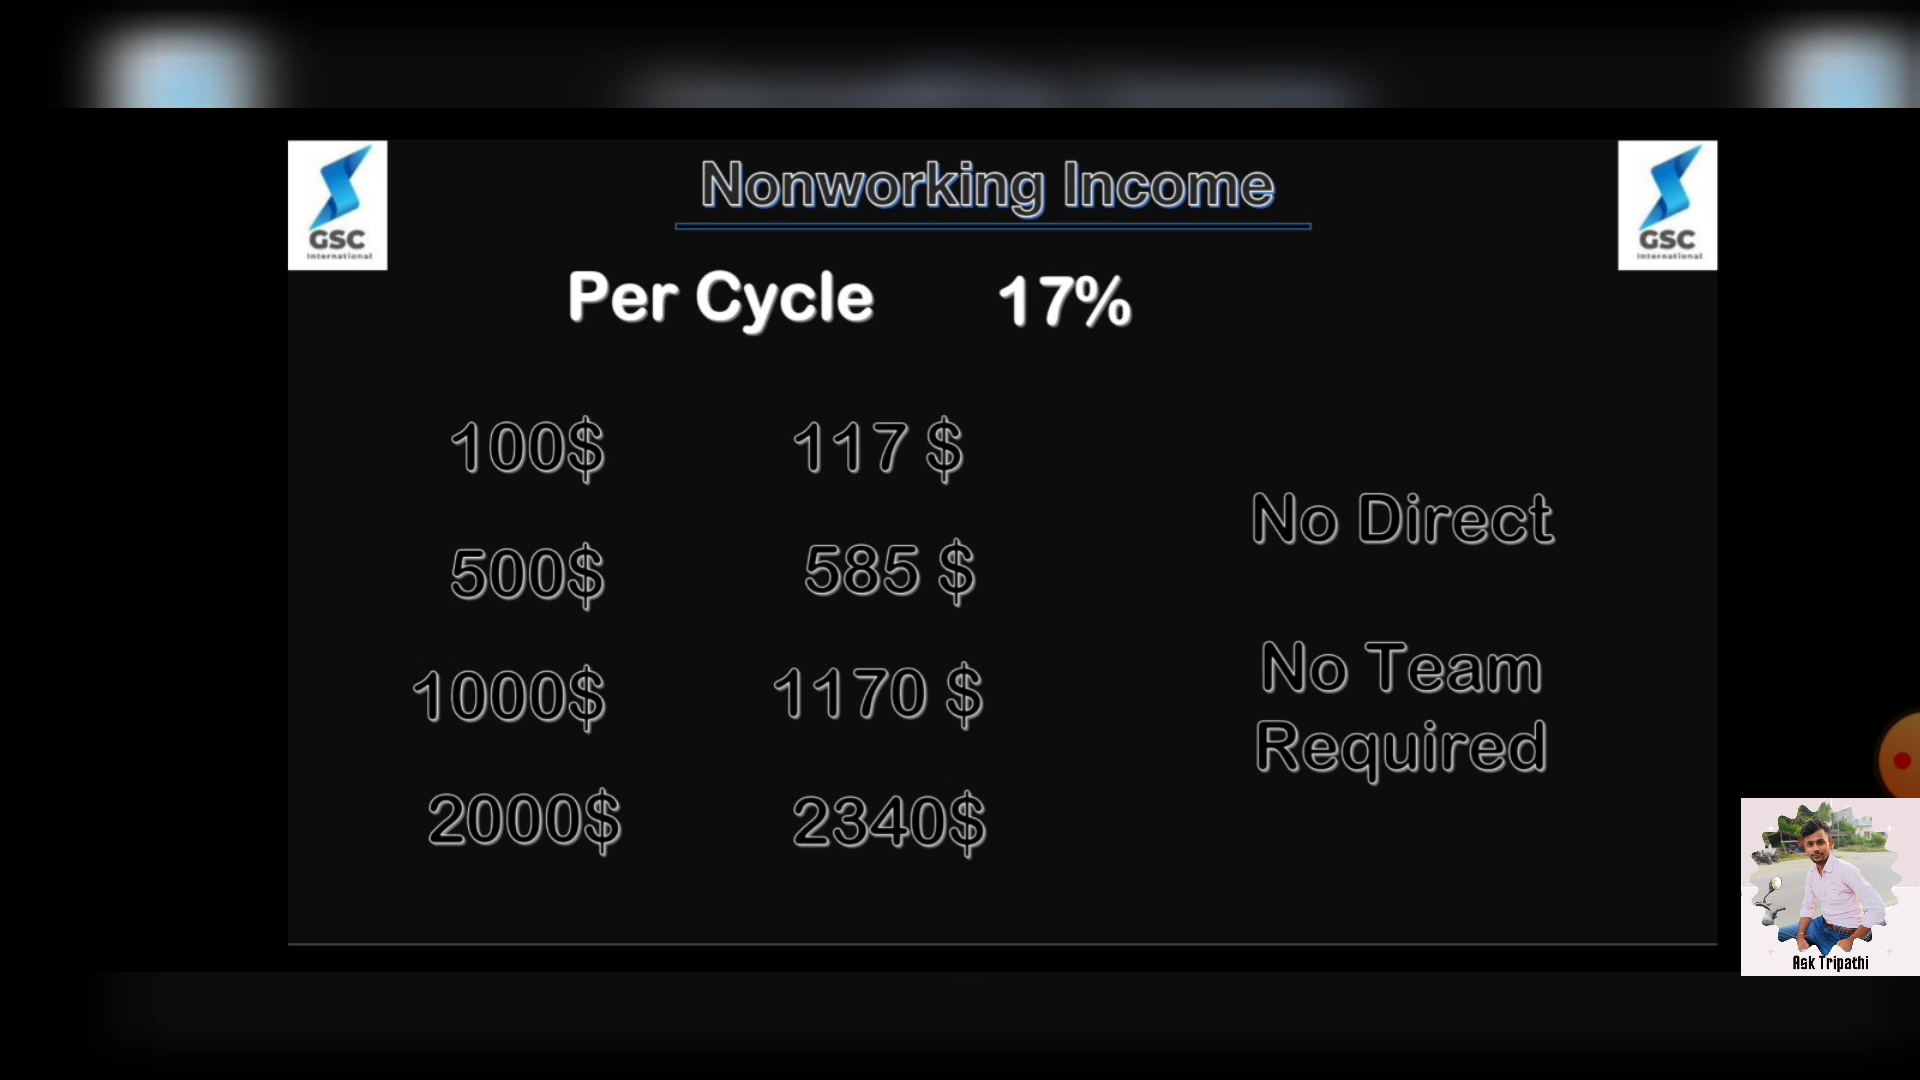 GSC
International
Nonworking Income
GSC
International
Per Cycle 17%
100$ 117 $
500$ 585 $
1000$ 1170 $
2000$ 2340$
No Direct
No Team
Required
Ask Tripathi